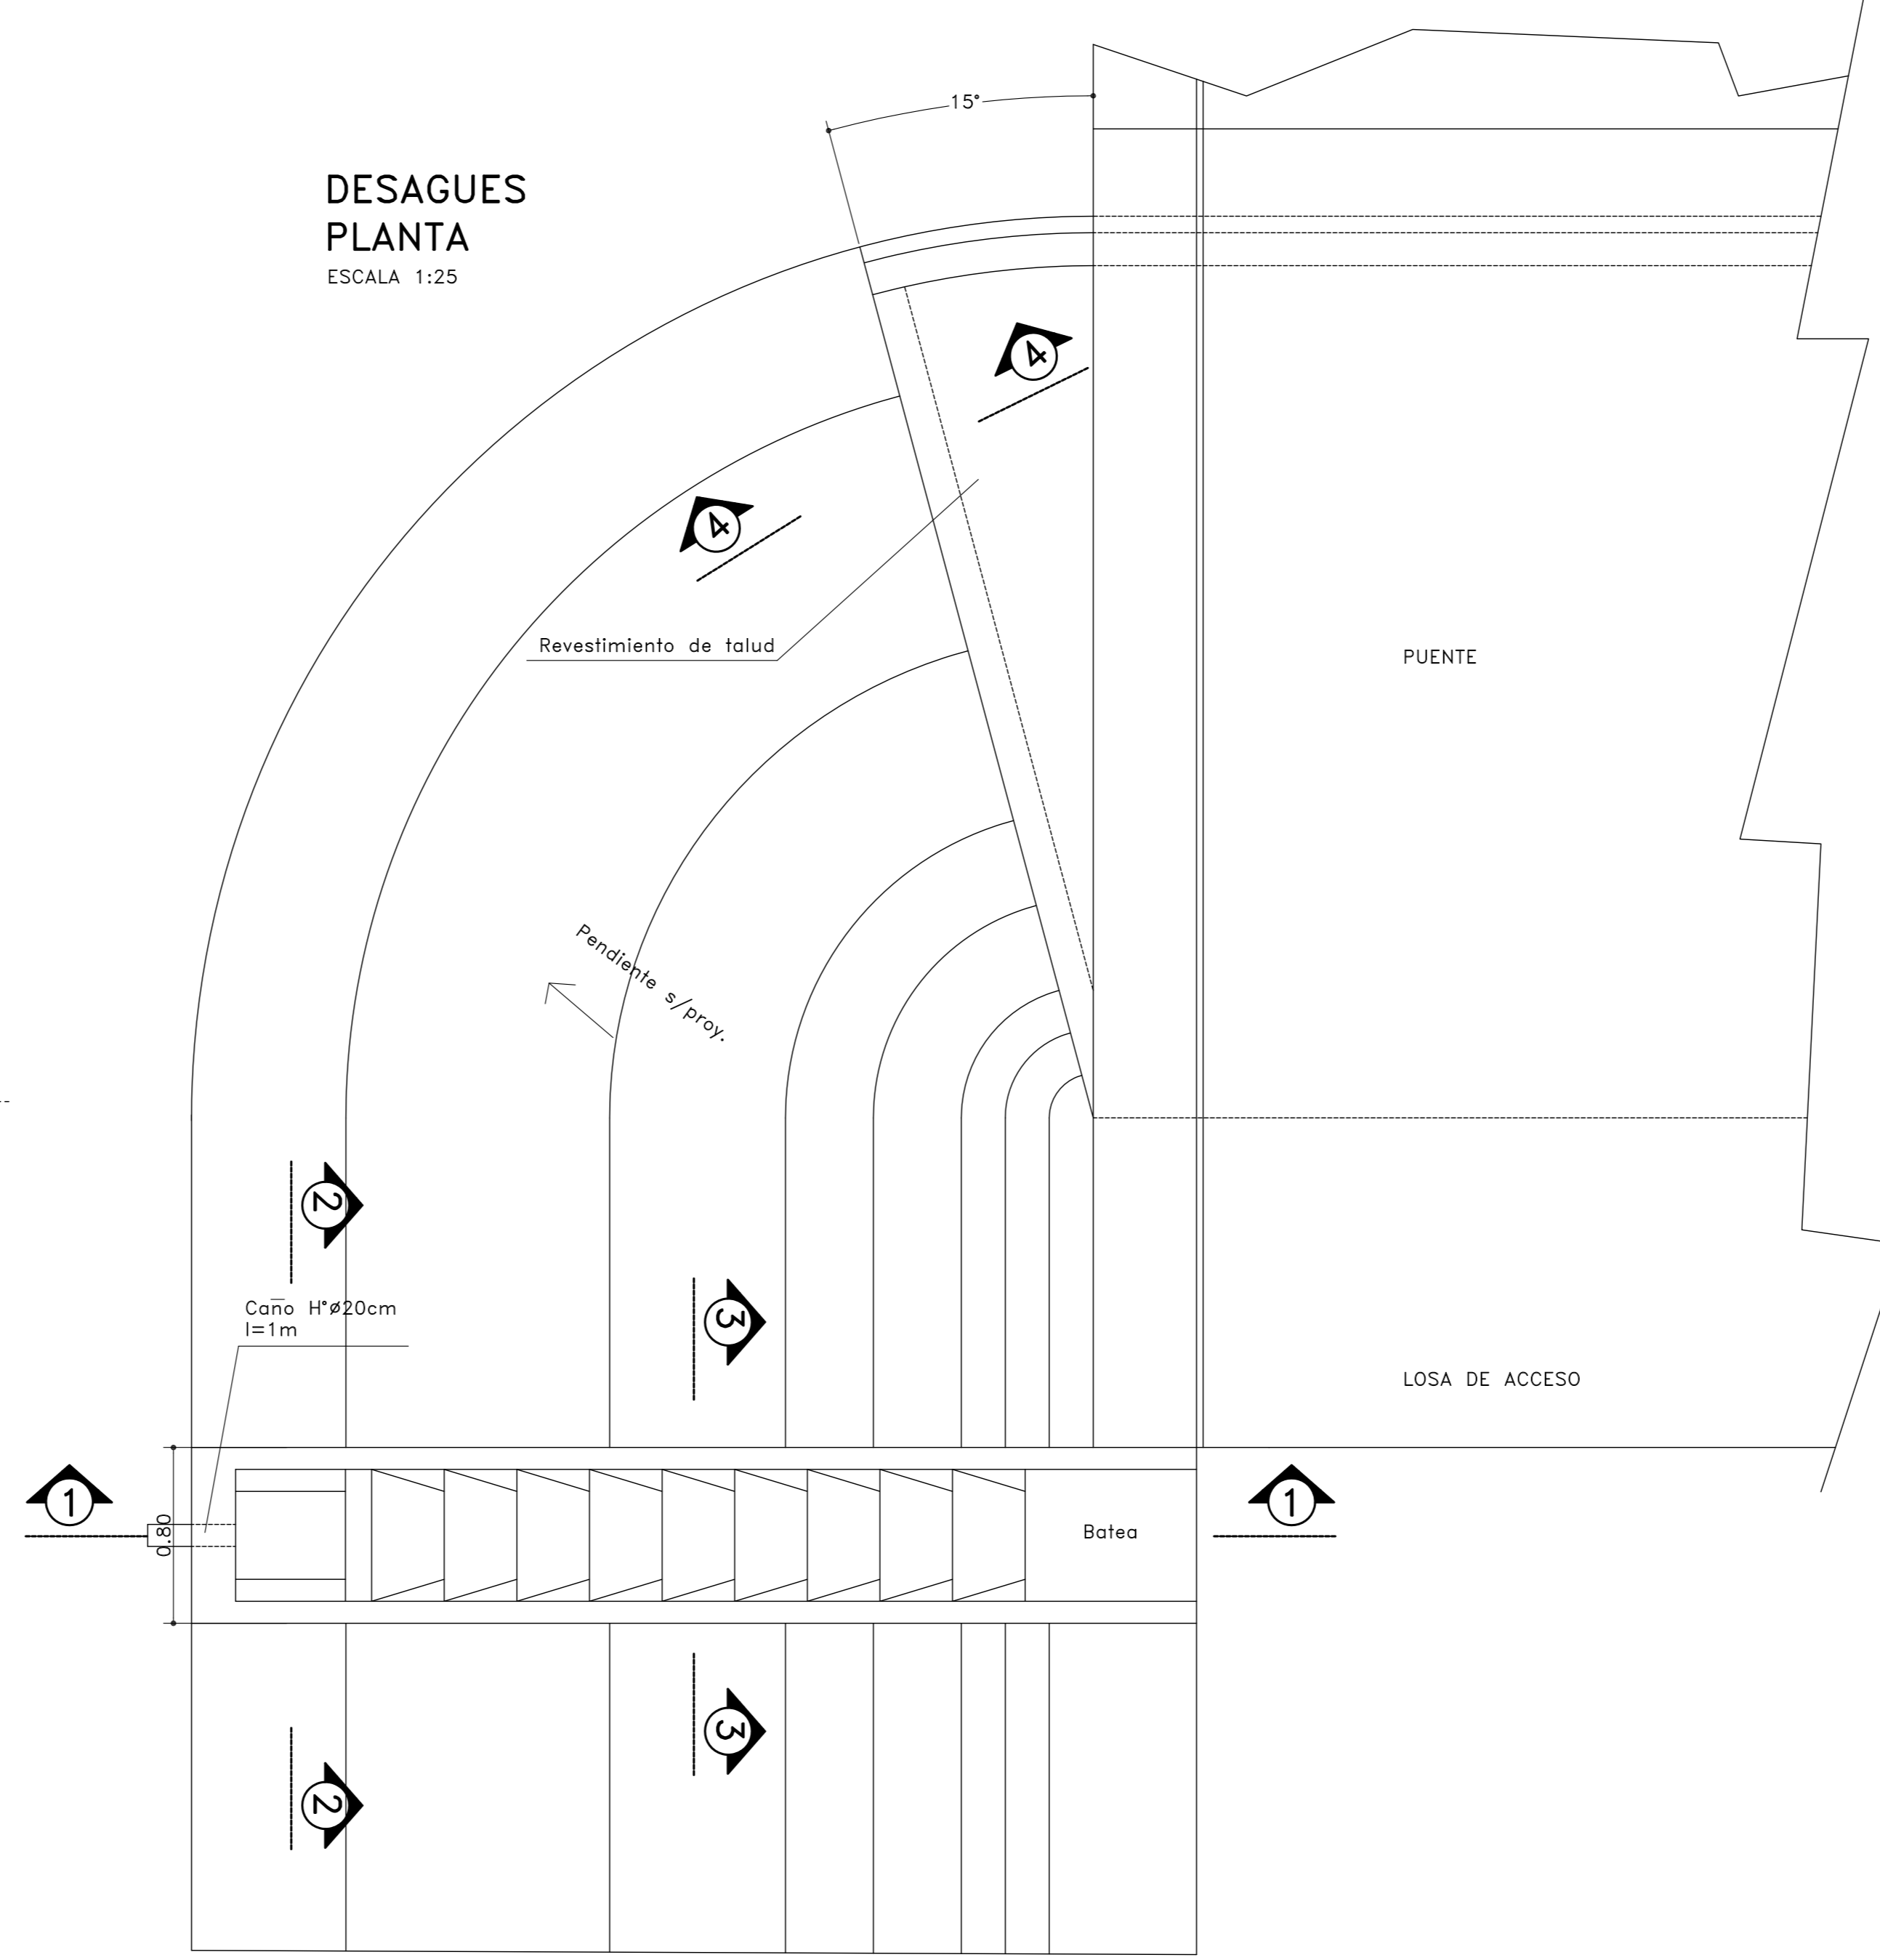 15°
DESAGUES
PLANTA
ESCALA 1:25
4
4
Revestimiento de talud
PUENTE
Pendiente s/proy.
2
Caño H°ø20cm
l=1m
3
LOSA DE ACCESO
1
0.80
Batea
1
3
2